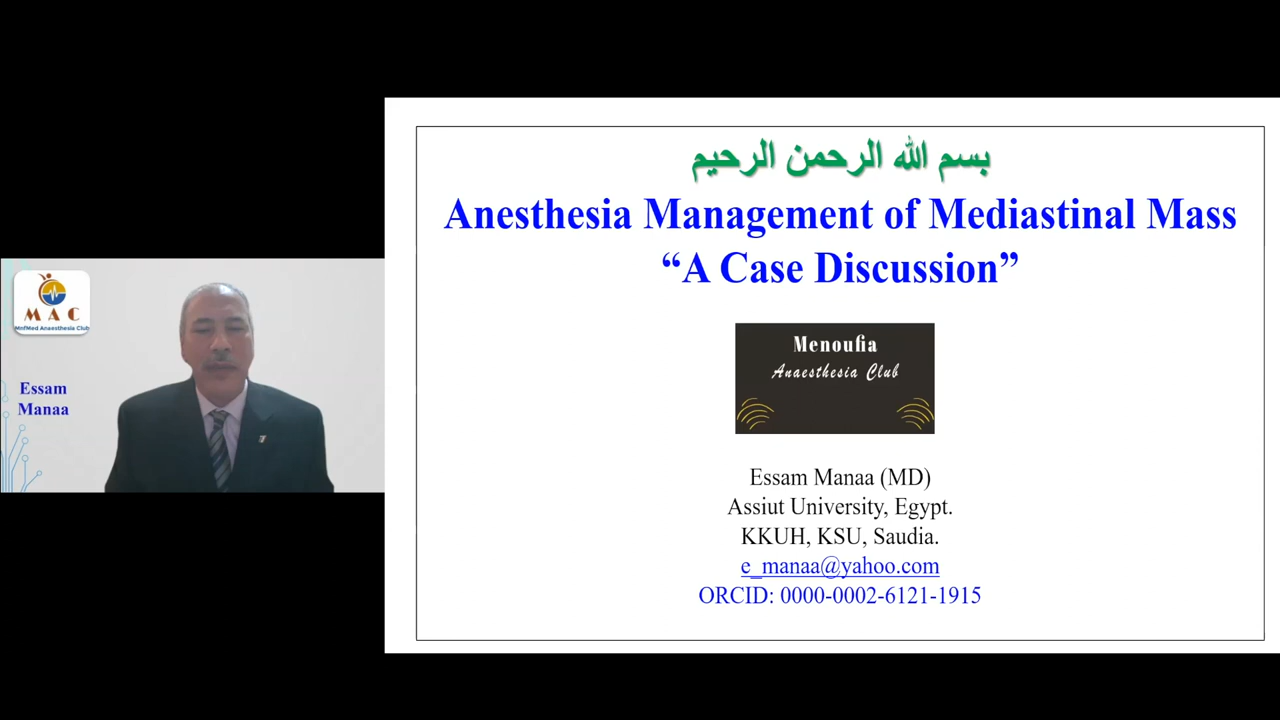 M A C
MnfMed Anaesthesia Club
Essam
Manaa
بسم الله الرحمن الرحيم
Anesthesia Management of Mediastinal Mass
“A Case Discussion”
Menoufia
Anaesthesia Club
Essam Manaa (MD)
Assiut University, Egypt.
KKUH, KSU, Saudia.
e_manaa@yahoo.com
ORCID: 0000-0002-6121-1915